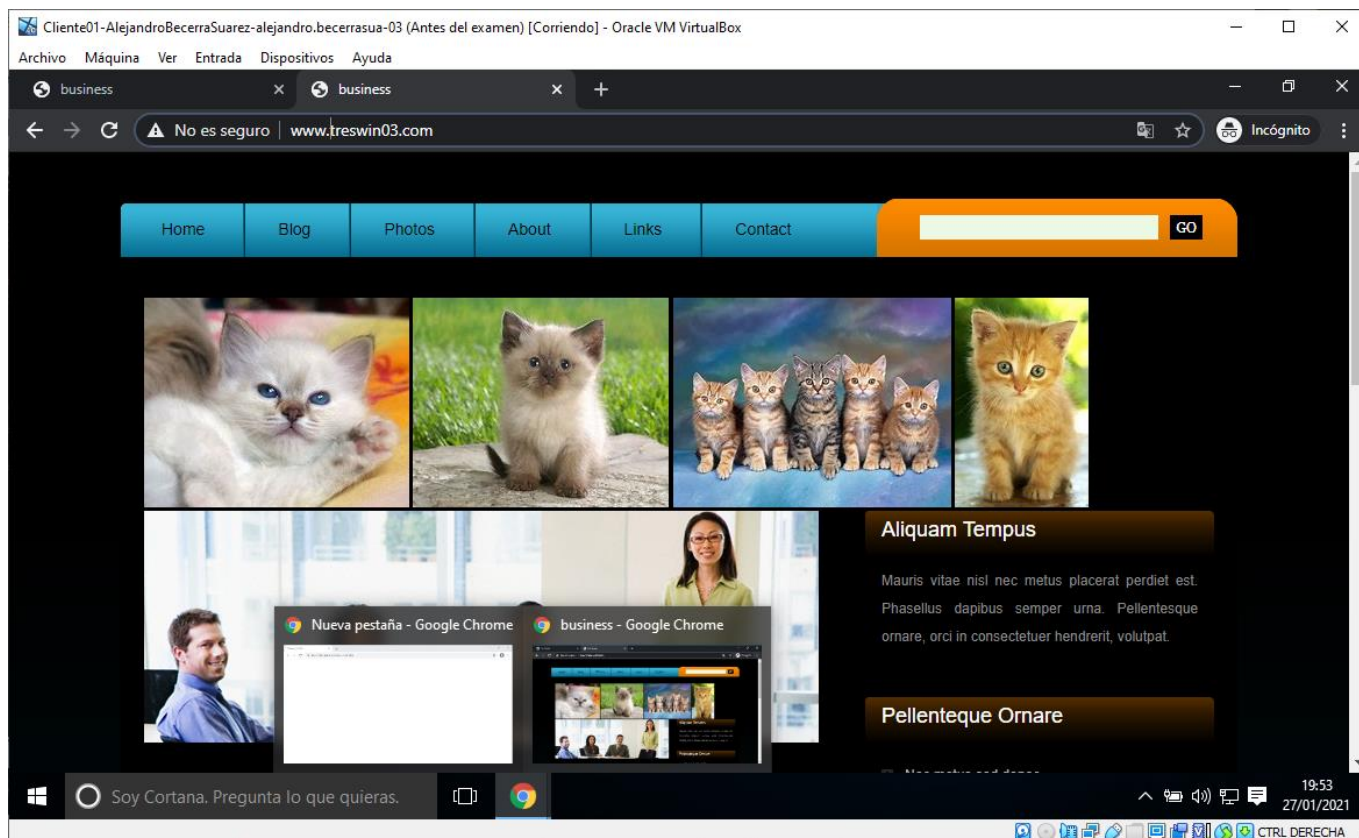 Cliente01-AlejandroBecerraSuarez-alejandro.becerrasua-03 (Antes del examen) [Corriendo] - Oracle VM VirtualBox
Archivo Máquina Ver Entrada Dispositivos Ayuda
business business
No es seguro www.treswin03.com Incógnito
Home Blog Photos About Links Contact GO
Aliquam Tempus
Mauris vitae nisl nec metus placerat perdiet est.
Phasellus dapibus semper urna. Pellentesque
ornare, orci in consectetuer hendrerit, volutpat.
Nueva pestaña - Google Chrome business - Google Chrome
Pellenteque Ornare
Soy Cortana. Pregunta lo que quieras.
19:53
27/01/2021
CTRL DERECHA